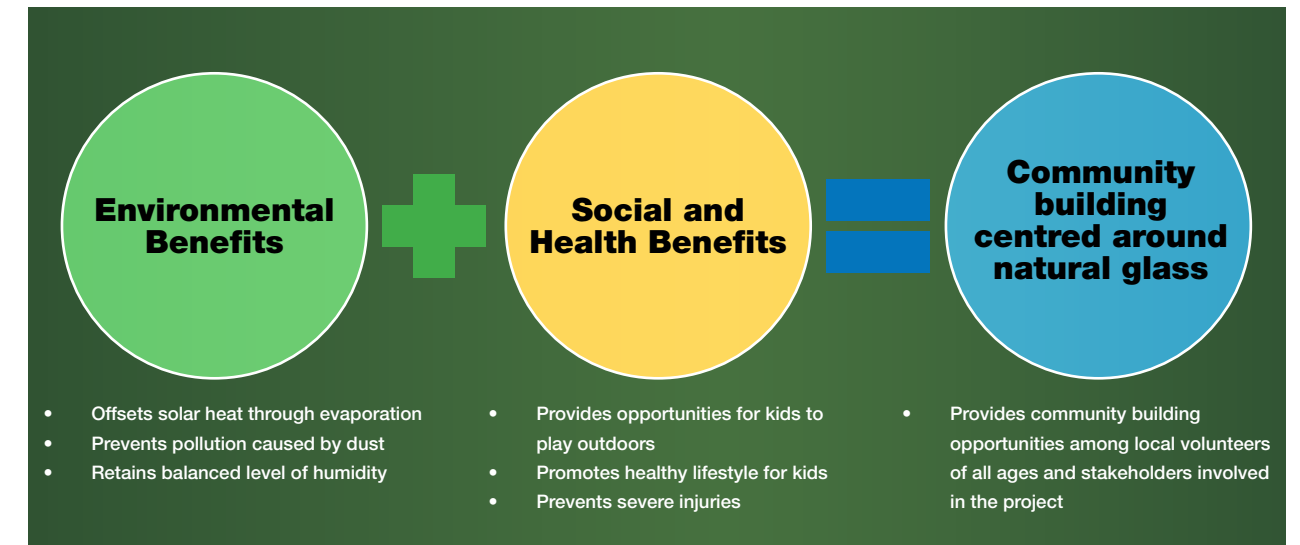 Environmental
Benefits
Social and
Health Benefits
Community
building
centred around
natural glass
• Offsets solar heat through evaporation
• Prevents pollution caused by dust
• Retains balanced level of humidity
• Provides opportunities for kids to
play outdoors
• Promotes healthy lifestyle for kids
• Prevents severe injuries
• Provides community building
opportunities among local volunteers
of all ages and stakeholders involved
in the project